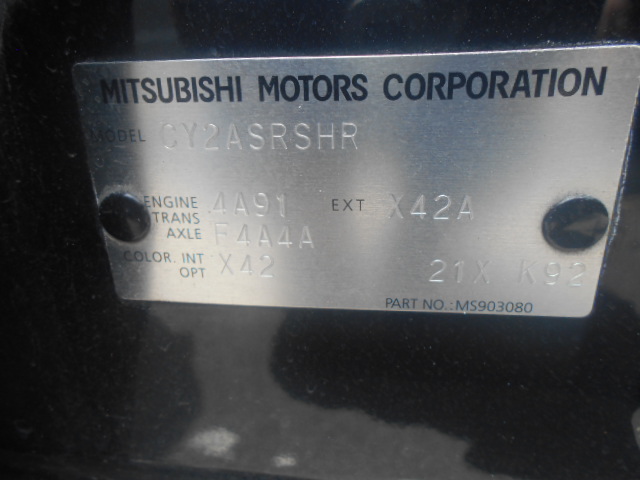 MITSUBISHI MOTORS CORPORATION
MODEL CY2ASRSHR
ENGINE 4A91 EXT X42A
TRANS
AXLE F4A4A
COLOR. INT X42
OPT 21X K92
PART NO.: MS903080